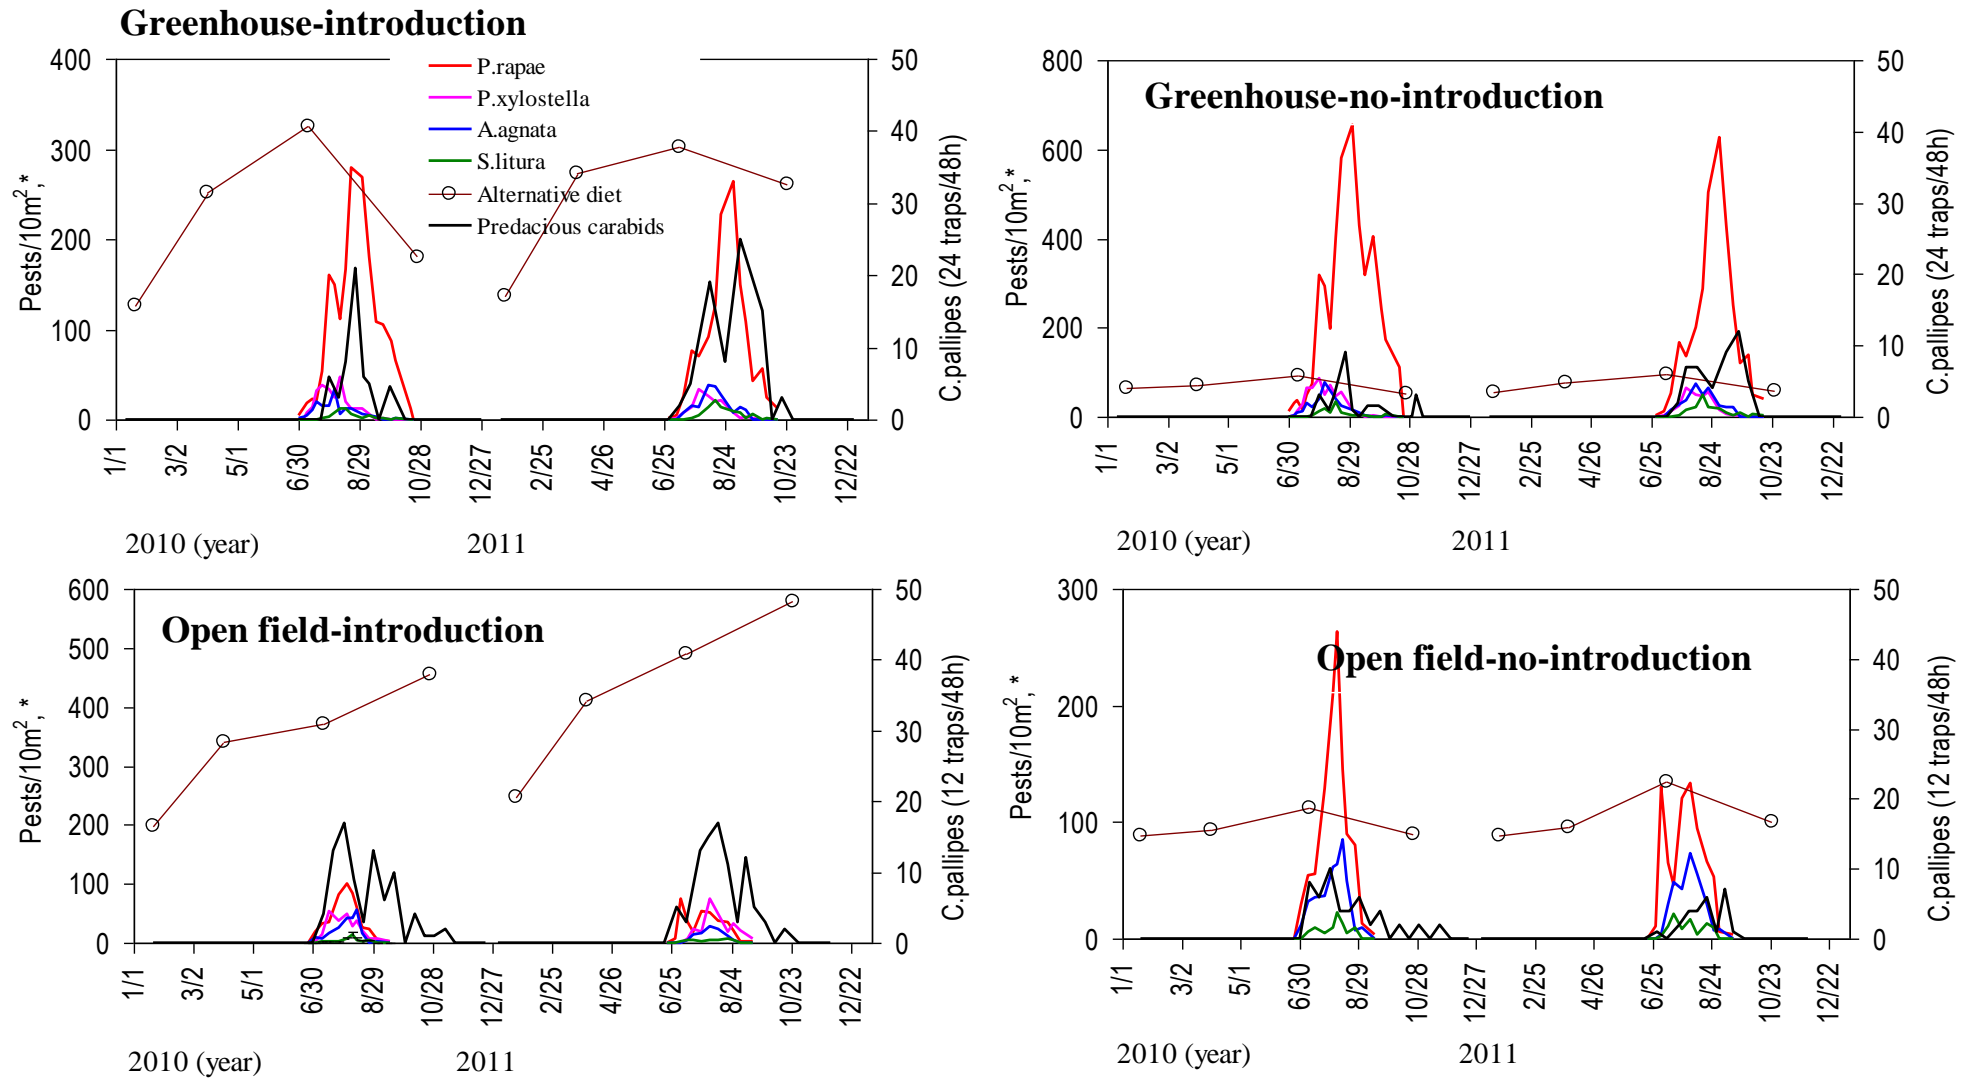 Greenhouse-introduction
400
300
200
100
0
Pests/10m²,*
50
40
30
20
10
0
C.pallipes (24 traps/48h)
P.rapae
P.xylostella
A.agnata
S.litura
Alternative diet
Predacious carabids
1/1 3/2 5/1 6/30 8/29 10/28 12/27 2/25 4/26 6/25 8/24 10/23 12/22
2010 (year) 2011
Greenhouse-no-introduction
800
600
400
200
0
Pests/10m²,*
50
40
30
20
10
0
C.pallipes (24 traps/48h)
1/1 3/2 5/1 6/30 8/29 10/28 12/27 2/25 4/26 6/25 8/24 10/23 12/22
2010 (year) 2011
Open field-introduction
600
500
400
300
200
100
0
Pests/10m²,*
50
40
30
20
10
0
C.pallipes (12 traps/48h)
1/1 3/2 5/1 6/30 8/29 10/28 12/27 2/25 4/26 6/25 8/24 10/23 12/22
2010 (year) 2011
Open field-no-introduction
300
200
100
0
Pests/10m²,*
50
40
30
20
10
0
C.pallipes (12 traps/48h)
1/1 3/2 5/1 6/30 8/29 10/28 12/27 2/25 4/26 6/25 8/24 10/23 12/22
2010 (year) 2011